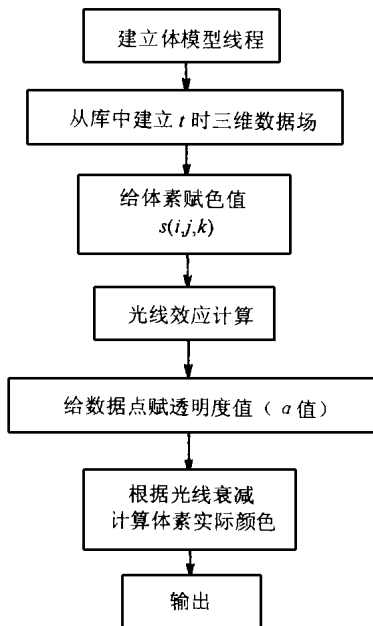 建立体模型线程
从库中建立 t 时三维数据场
给体素赋色值
s(i,j,k)
光线效应计算
给数据点赋透明度值（α值）
根据光线衰减
计算体素实际颜色
输出